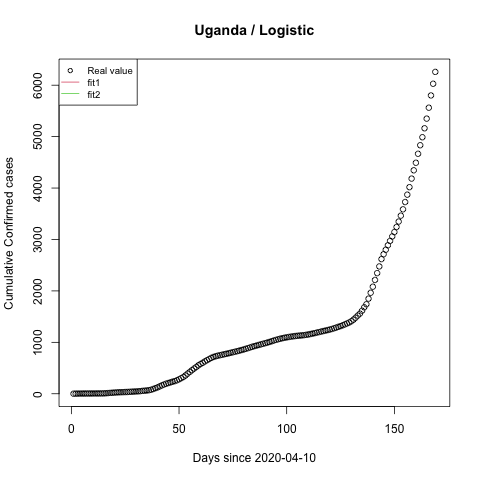 Uganda / Logistic
Real value
fit1
fit2
Cumulative Confirmed cases
6000
5000
4000
3000
2000
1000
0
0 50 100 150
Days since 2020-04-10